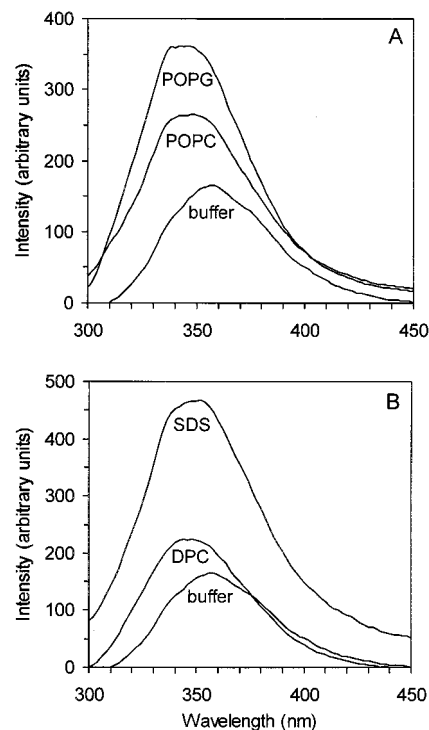 A
400
300
200
100
0
Intensity (arbitrary units)
POPG
POPC
buffer
300
350
400
450
B
500
400
300
200
100
0
Intensity (arbitrary units)
SDS
DPC
buffer
300
350
400
450
Wavelength (nm)